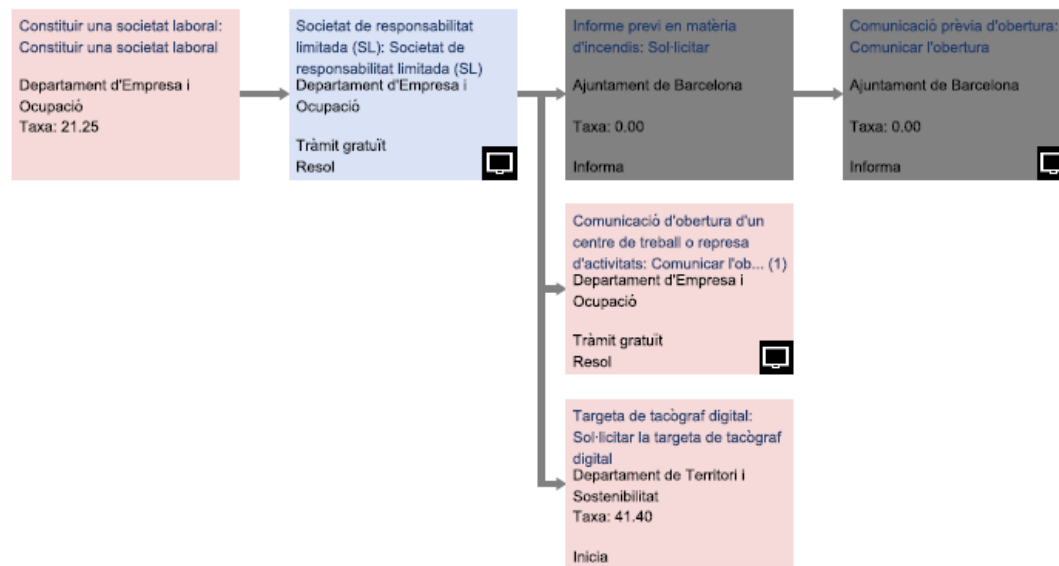 Constituir una societat laboral:
Constituir una societat laboral
Departament d'Empresa i
Ocupació
Taxa: 21.25
Societat de responsabilitat
limitada (SL): Societat de
responsabilitat limitada (SL)
Departament d'Empresa i
Ocupació
Tràmit gratuït
Resol
Informe previ en matèria
d'incendis: Sol·licitar
Ajuntament de Barcelona
Taxa: 0.00
Informa
Comunicació prèvia d'obertura:
Comunicar l'obertura
Ajuntament de Barcelona
Taxa: 0.00
Informa
Comunicació d'obertura d'un
centre de treball o represa
d'activitats: Comunicar l'ob... (1)
Departament d'Empresa i
Ocupació
Tràmit gratuït
Resol
Targeta de tacògraf digital:
Sol·licitar la targeta de tacògraf
digital
Departament de Territori i
Sostenibilitat
Taxa: 41.40
Inicia